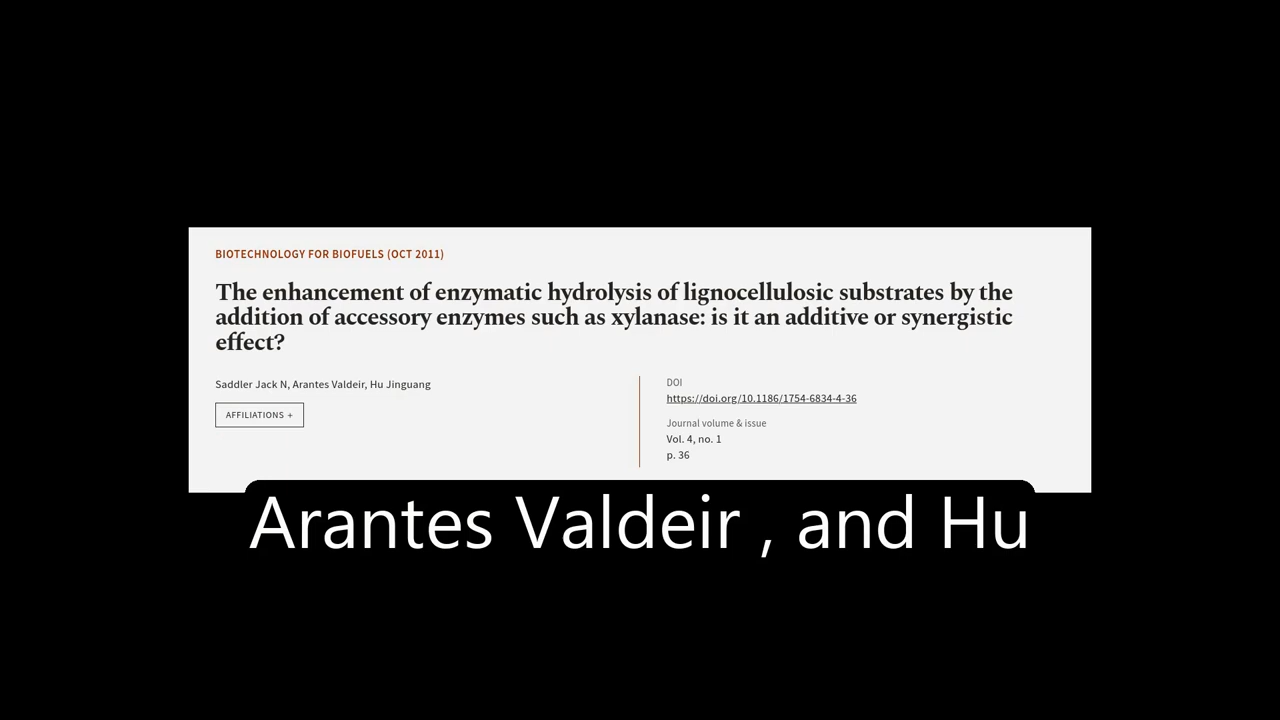 BIOTECHNOLOGY FOR BIOFUELS (OCT 2011)
The enhancement of enzymatic hydrolysis of lignocellulosic substrates by the
addition of accessory enzymes such as xylanase: is it an additive or synergistic
effect?
Saddler Jack N, Arantes Valdeir, Hu Jinguang
AFFILIATIONS +
DOI
https://doi.org/10.1186/1754-6834-4-36
Journal volume & issue
Vol. 4, no. 1
p. 36
Arantes Valdeir , and Hu